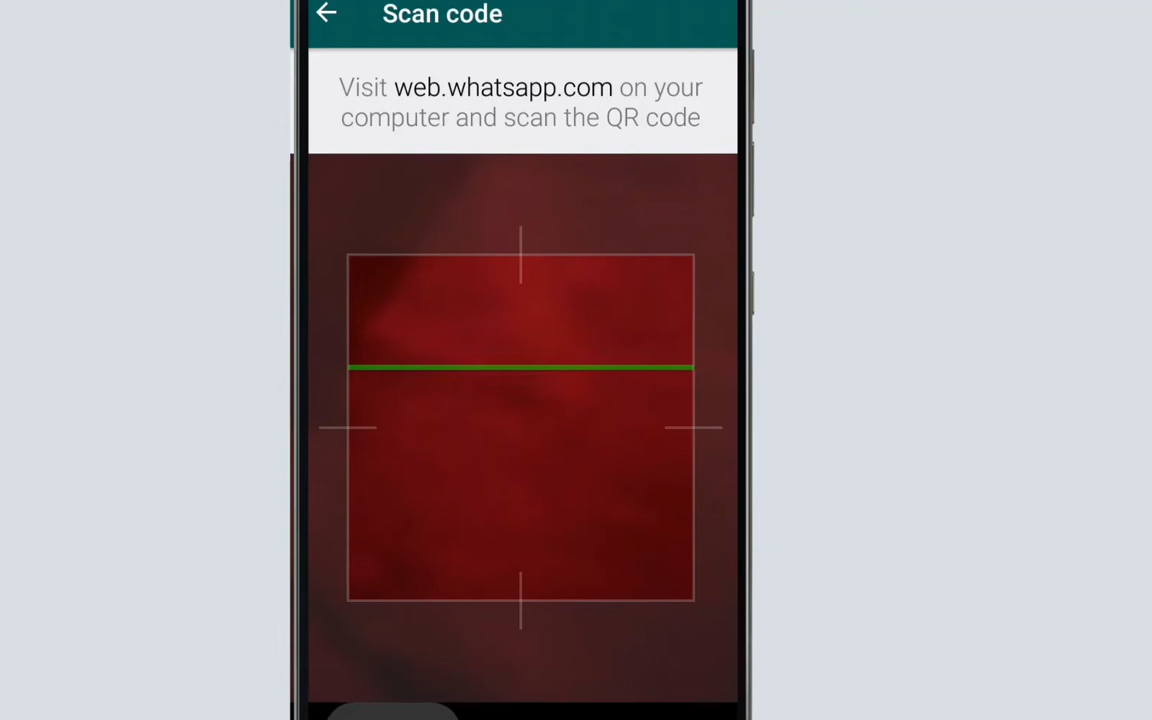 Scan code
Visit web.whatsapp.com on your
computer and scan the QR code